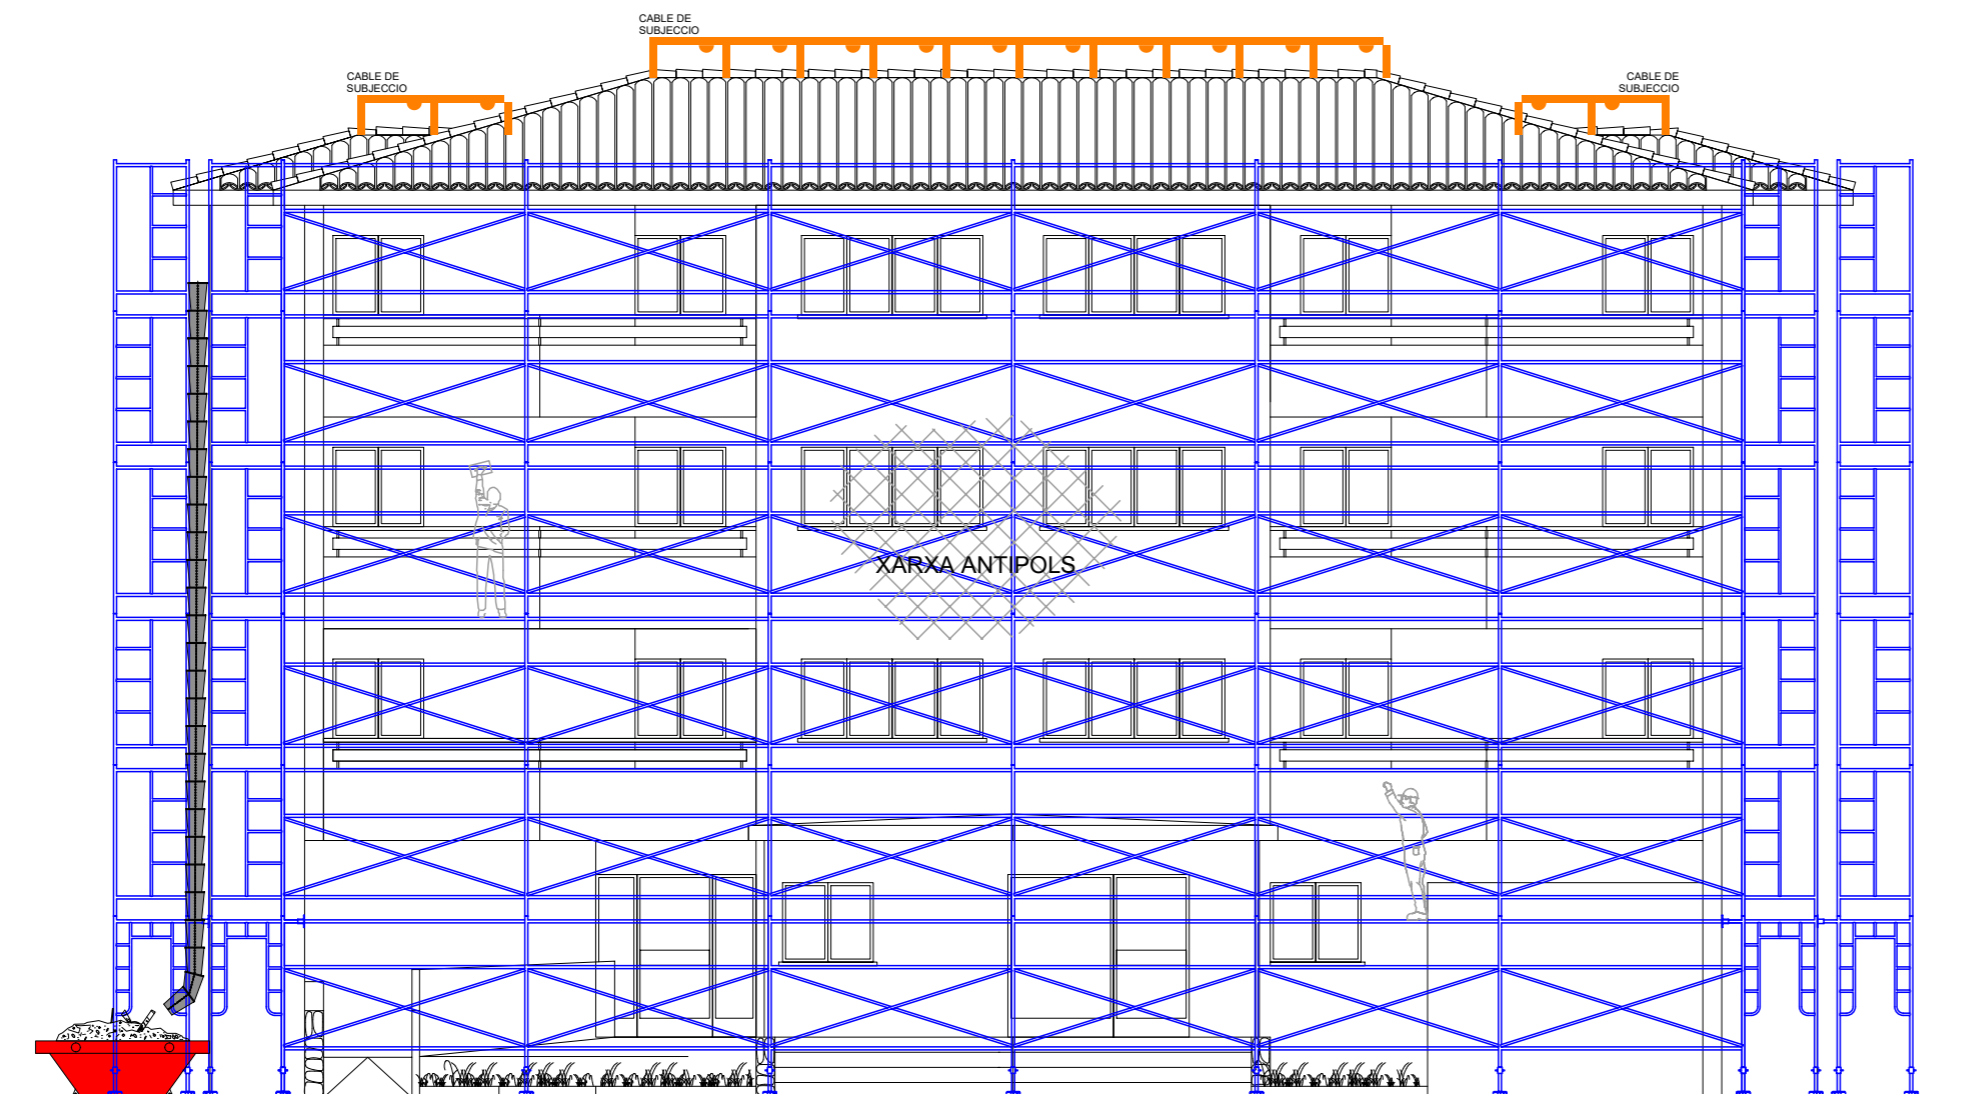 CABLE DE
SUBJECCIO
CABLE DE
SUBJECCIO
CABLE DE
SUBJECCIO
XARXA ANTIPOLS